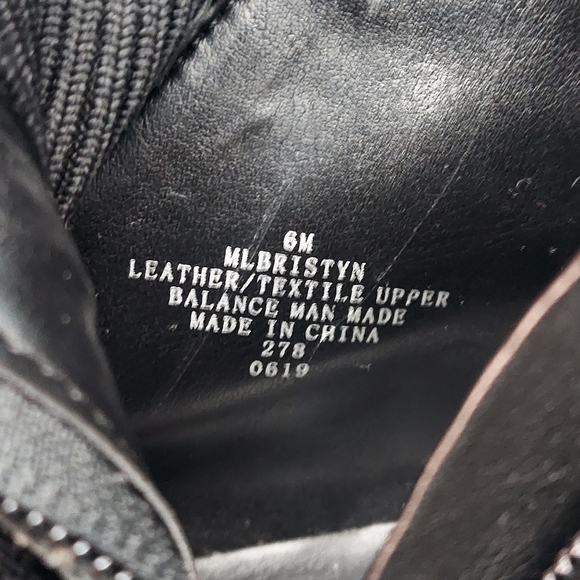 6M
MLBRISTYN
LEATHER/TEXTILE UPPER
BALANCE MAN MADE
MADE IN CHINA
278
0619